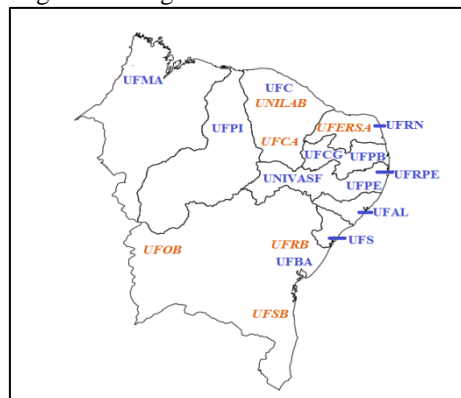 UFMA
UFC
UNILAB
UFPI
UFERSA
UFRN
UFCA
UFCG
UFPB
UNIVASF
UFRPE
UFPE
UFAL
UFOB
UFRB
UFS
UFBA
UFSB